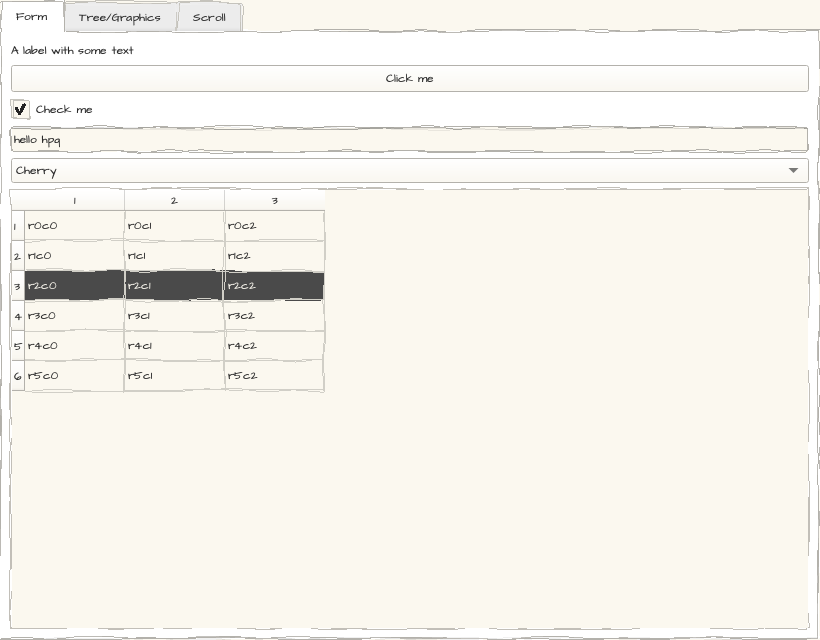 Form Tree/Graphics Scroll
A label with some text
Click me
Check me
hello hpq
Cherry
1 2 3
1 r0c0 r0c1 r0c2
2 r1c0 r1c1 r1c2
3 r2c0 r2c1 r2c2
4 r3c0 r3c1 r3c2
5 r4c0 r4c1 r4c2
6 r5c0 r5c1 r5c2